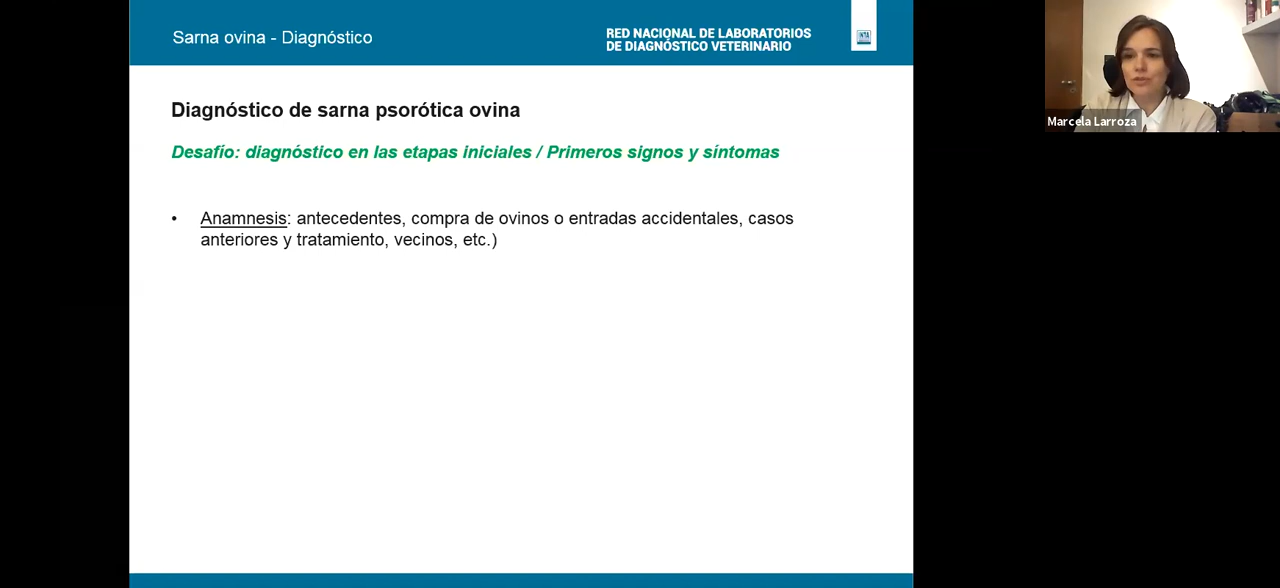 Sarna ovina - Diagnóstico
RED NACIONAL DE LABORATORIOS
DE DIAGNÓSTICO VETERINARIO
INTA
Marcela Larroza
Diagnóstico de sarna psorótica ovina
Desafío: diagnóstico en las etapas iniciales / Primeros signos y síntomas
• Anamnesis: antecedentes, compra de ovinos o entradas accidentales, casos
anteriores y tratamiento, vecinos, etc.)